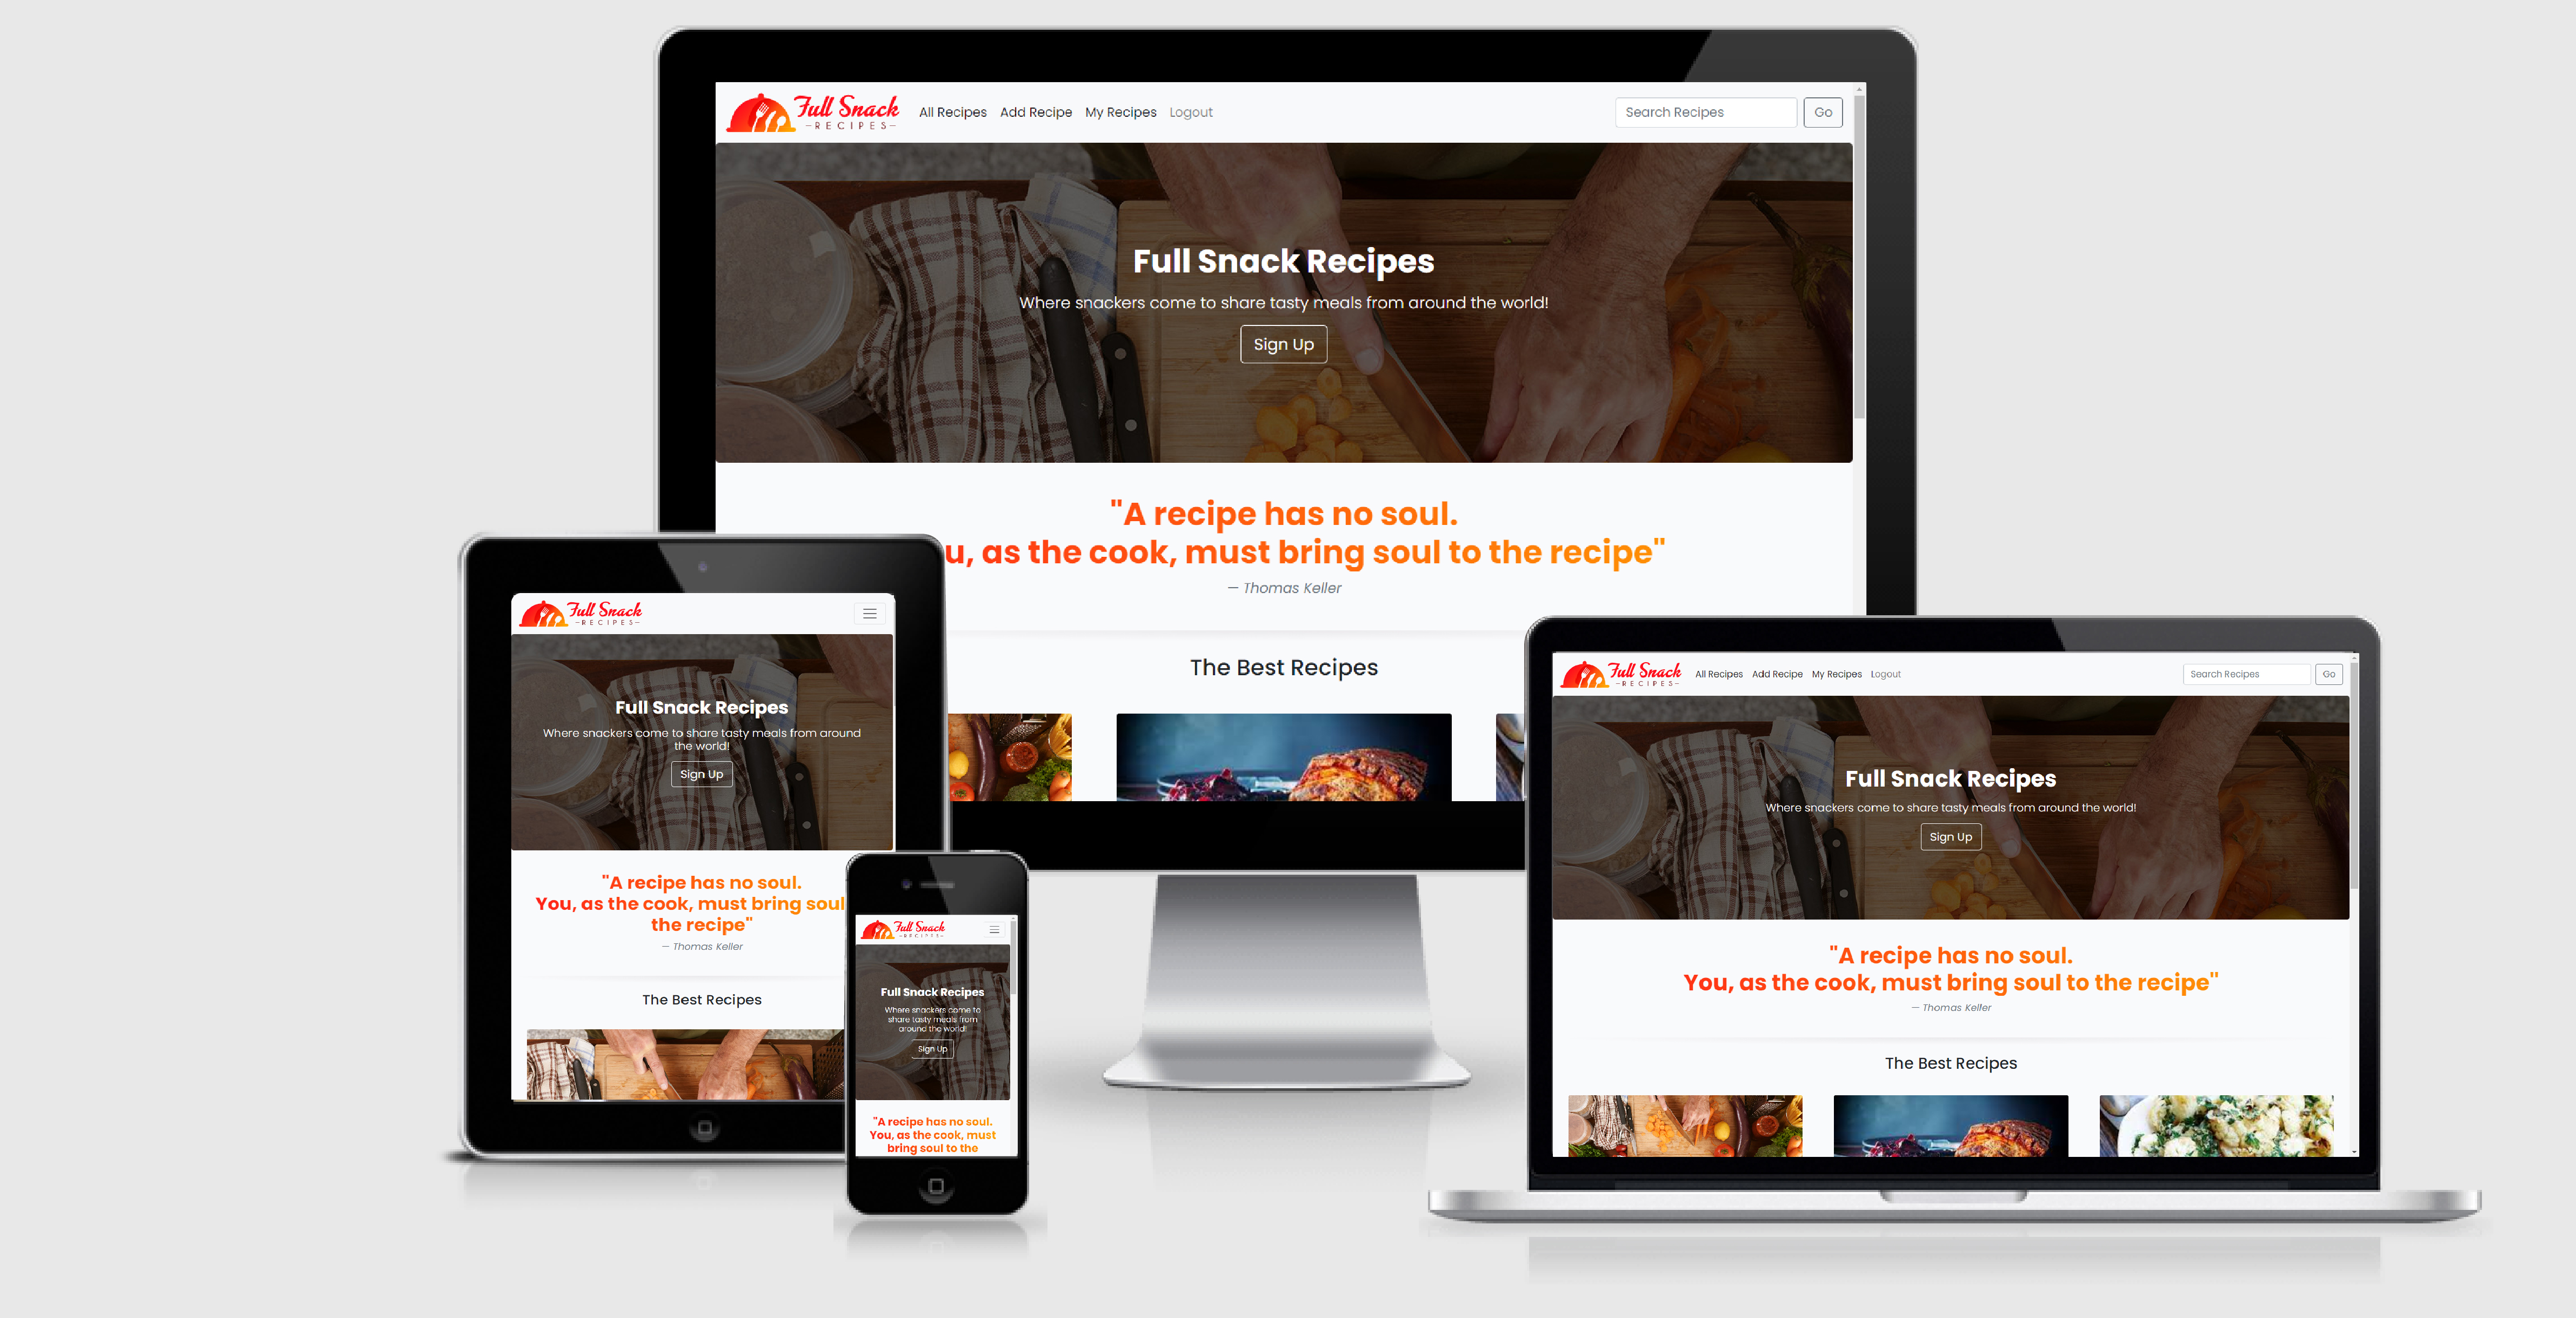 Full Snack
-RECIPES-
All Recipes Add Recipe My Recipes Logout
Search Recipes
Go
Full Snack Recipes
Where snackers come to share tasty meals from around the world!
Sign Up
"A recipe has no soul.
u, as the cook, must bring soul to the recipe"
— Thomas Keller
The Best Recipes
Full Snack
-RECIPES-
Full Snack Recipes
Where snackers come to share tasty meals from around
the world!
Sign Up
"A recipe has no soul.
You, as the cook, must bring soul
the recipe"
— Thomas Keller
The Best Recipes
Full Snack
-RECIPES-
Full Snack Recipes
Where snackers come to
share tasty meals from
around the world!
Sign Up
"A recipe has no soul.
You, as the cook, must
bring soul to the
Full Snack
-RECIPES-
All Recipes Add Recipe My Recipes Logout
Search Recipes
Go
Full Snack Recipes
Where snackers come to share tasty meals from around the world!
Sign Up
"A recipe has no soul.
You, as the cook, must bring soul to the recipe"
— Thomas Keller
The Best Recipes